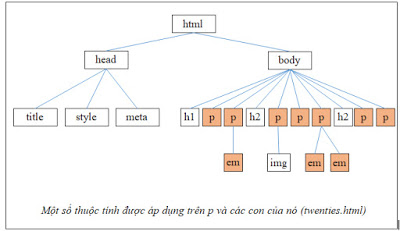 html
head body
title style meta h1 p p h2 p p p h2 p p
em img em em
Một số thuộc tính được áp dụng trên p và các con của nó (twenties.html)